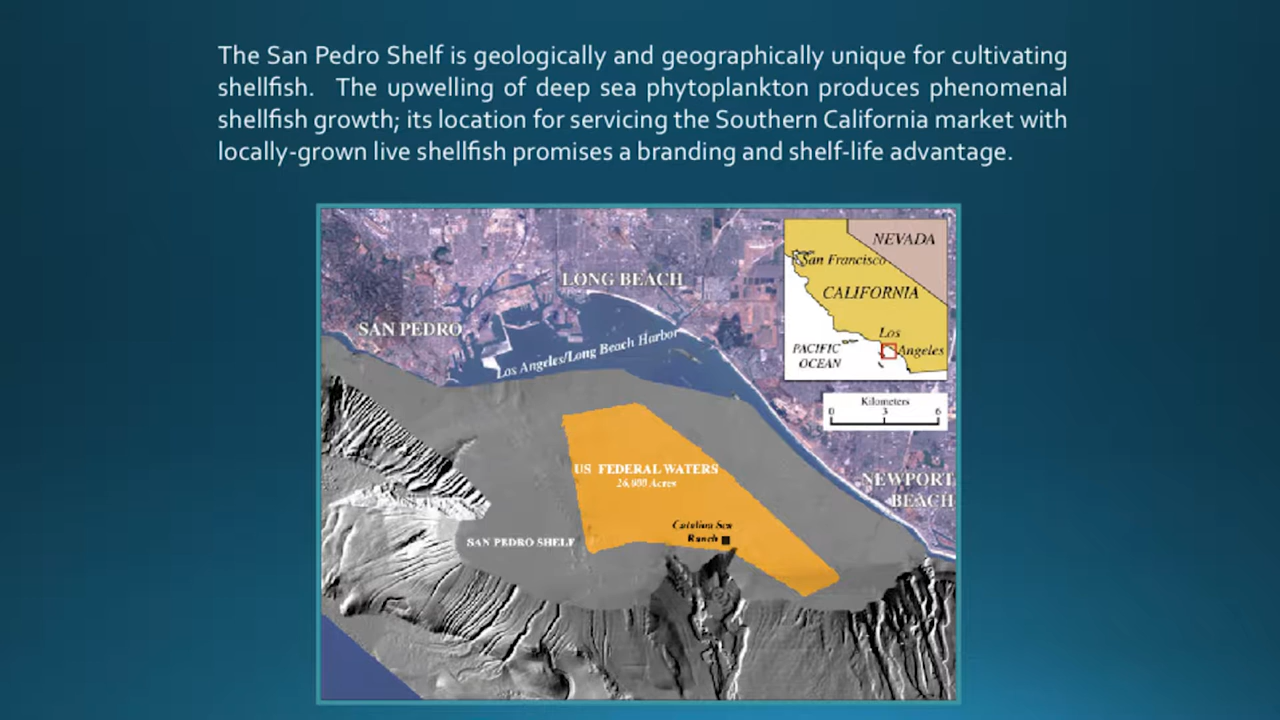 The San Pedro Shelf is geologically and geographically unique for cultivating
shellfish. The upwelling of deep sea phytoplankton produces phenomenal
shellfish growth; its location for servicing the Southern California market with
locally-grown live shellfish promises a branding and shelf-life advantage.
NEVADA
San Francisco
CALIFORNIA
Los
Angeles
PACIFIC
OCEAN
LONG BEACH
SAN PEDRO
Los Angeles/Long Beach Harbor
Kilometers
0 3 6
US FEDERAL WATERS
26,000 Acres
NEWPORT
BEACH
Catalina Sea
Ranch
SAN PEDRO SHELF